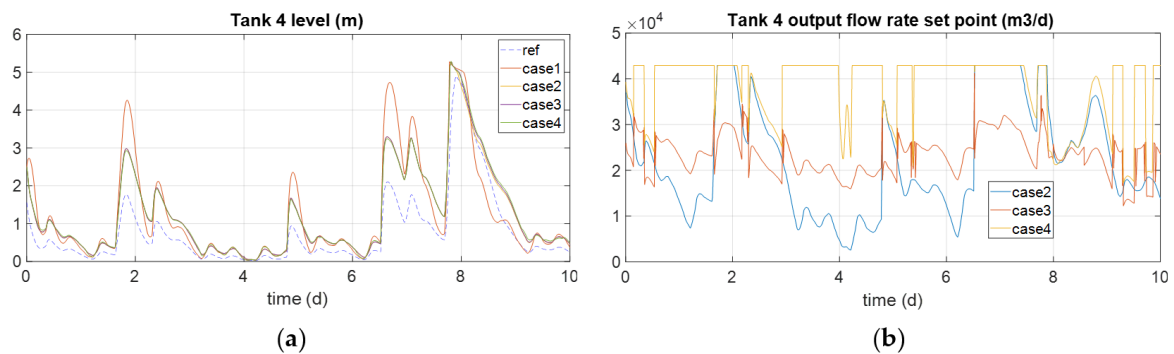 Tank 4 level (m)
6
5
4
3
2
1
0
0
2
4
6
8
10
time (d)
ref
case1
case2
case3
case4
(a)
Tank 4 output flow rate set point (m3/d)
×10⁴
5
4
3
2
1
0
0
2
4
6
8
10
time (d)
case2
case3
case4
(b)